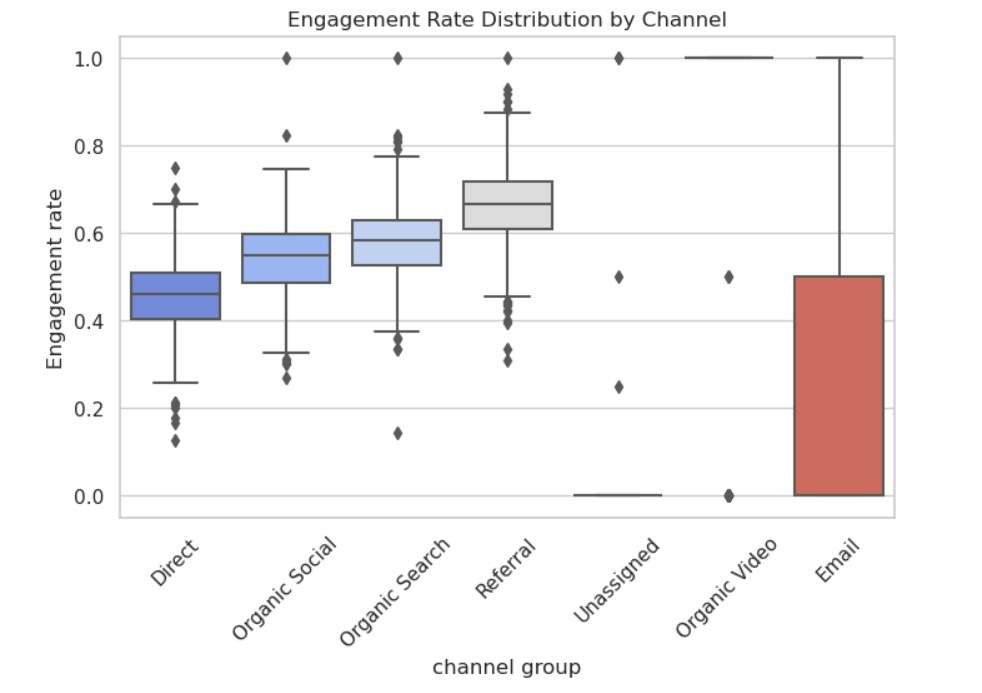 Engagement Rate Distribution by Channel
1.0
0.8
0.6
0.4
0.2
0.0
Engagement rate
Direct
Organic Social
Organic Search
Referral
Unassigned
Organic Video
Email
channel group